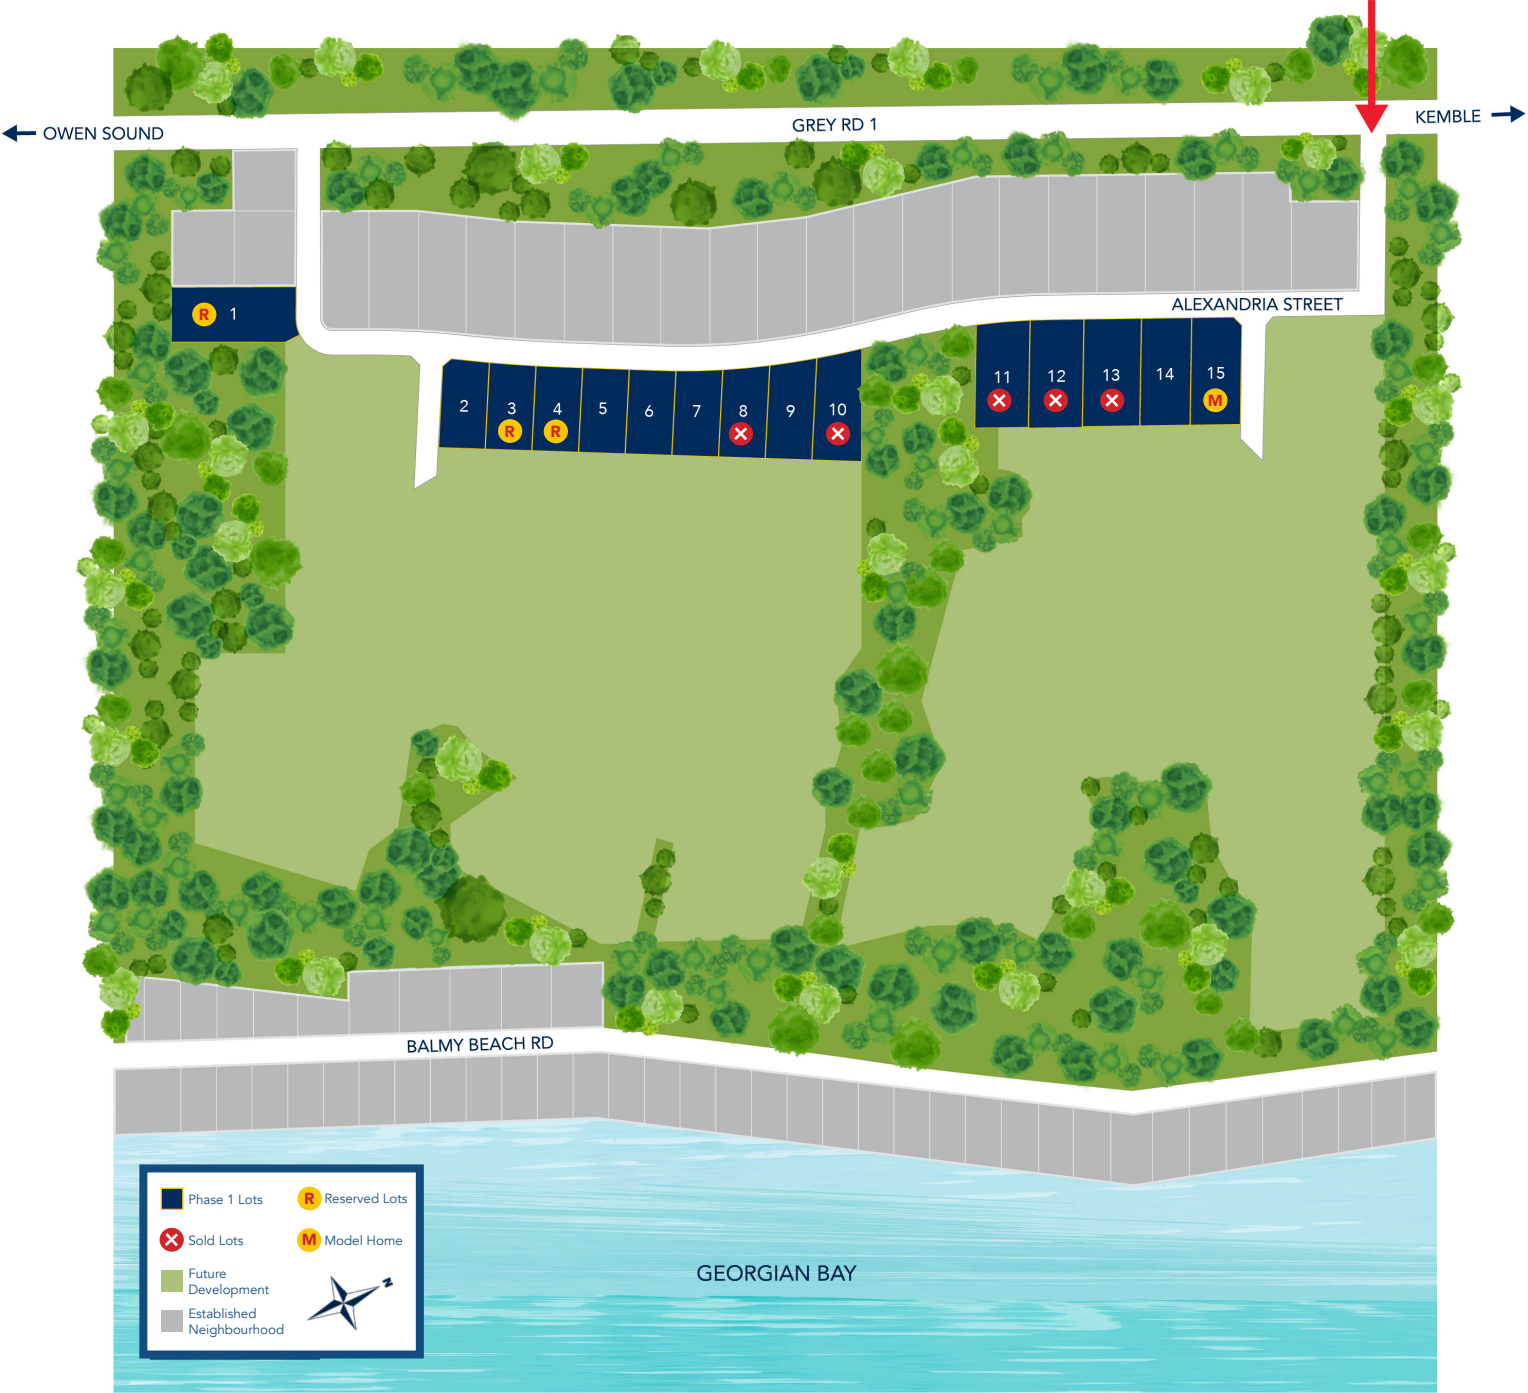 OWEN SOUND
GREY RD 1
KEMBLE
R 1
ALEXANDRIA STREET
2
3
R
4
R
5
6
7
8
9
10
11
12
13
14
15
M
BALMY BEACH RD
GEORGIAN BAY
Phase 1 Lots
R Reserved Lots
Sold Lots
M Model Home
Future
Development
Established
Neighbourhood
N